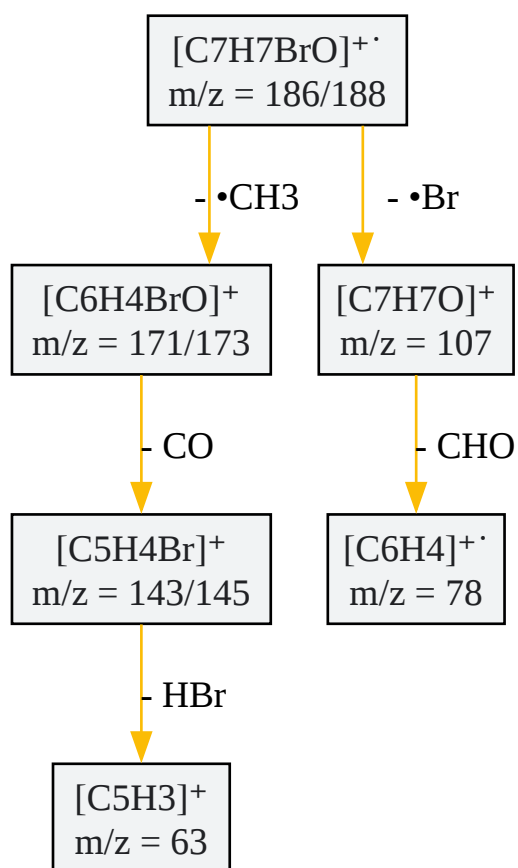 [C7H7BrO]⁺˙
m/z = 186/188
- •CH3
- •Br
[C6H4BrO]⁺
m/z = 171/173
[C7H7O]⁺
m/z = 107
- CO
- CHO
[C5H4Br]⁺
m/z = 143/145
[C6H4]⁺˙
m/z = 78
- HBr
[C5H3]⁺
m/z = 63